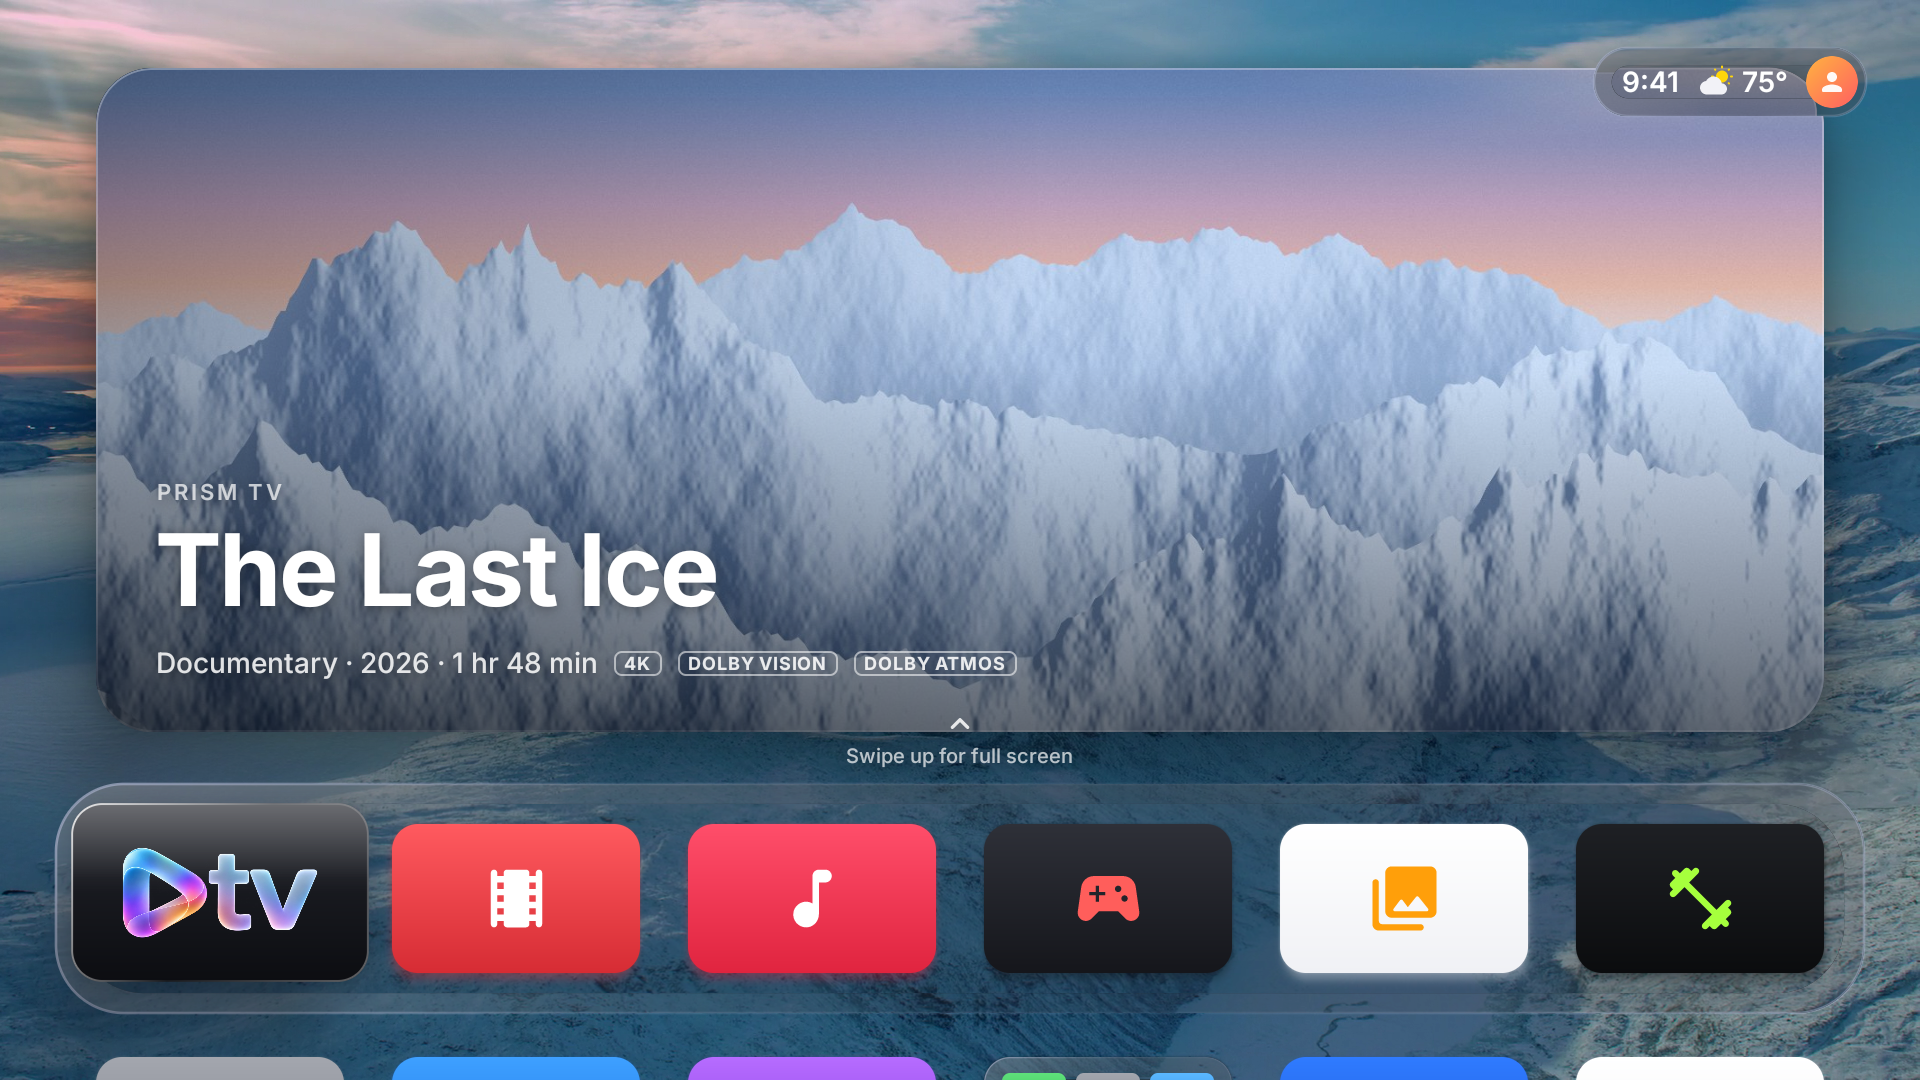 9:41 75°
PRISM TV
The Last Ice
Documentary · 2026 · 1 hr 48 min 4K DOLBY VISION DOLBY ATMOS
Swipe up for full screen
tv